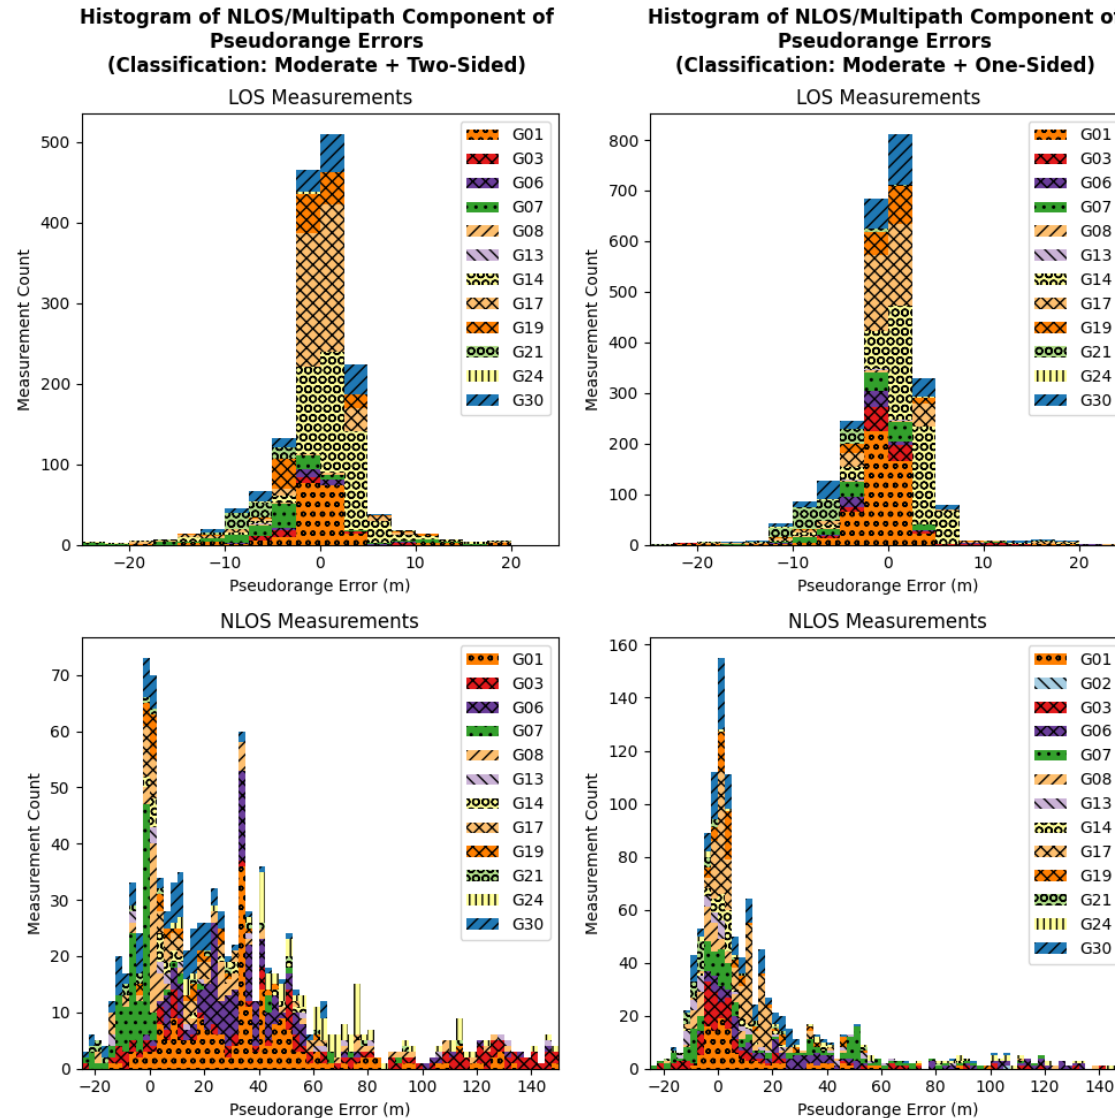 Histogram of NLOS/Multipath Component of
Pseudorange Errors
(Classification: Moderate + Two-Sided)
LOS Measurements
500
400
300
200
100
0
Measurement Count
−20
−10
0
10
20
Pseudorange Error (m)
G01
G03
G06
G07
G08
G13
G14
G17
G19
G21
G24
G30
Histogram of NLOS/Multipath Component of
Pseudorange Errors
(Classification: Moderate + One-Sided)
LOS Measurements
800
700
600
500
400
300
200
100
0
Measurement Count
−20
−10
0
10
20
Pseudorange Error (m)
G01
G03
G06
G07
G08
G13
G14
G17
G19
G21
G24
G30
NLOS Measurements
70
60
50
40
30
20
10
0
Measurement Count
−20
0
20
40
60
80
100
120
140
Pseudorange Error (m)
G01
G03
G06
G07
G08
G13
G14
G17
G19
G21
G24
G30
NLOS Measurements
160
140
120
100
80
60
40
20
0
Measurement Count
−20
0
20
40
60
80
100
120
140
Pseudorange Error (m)
G01
G02
G03
G06
G07
G08
G13
G14
G17
G19
G21
G24
G30